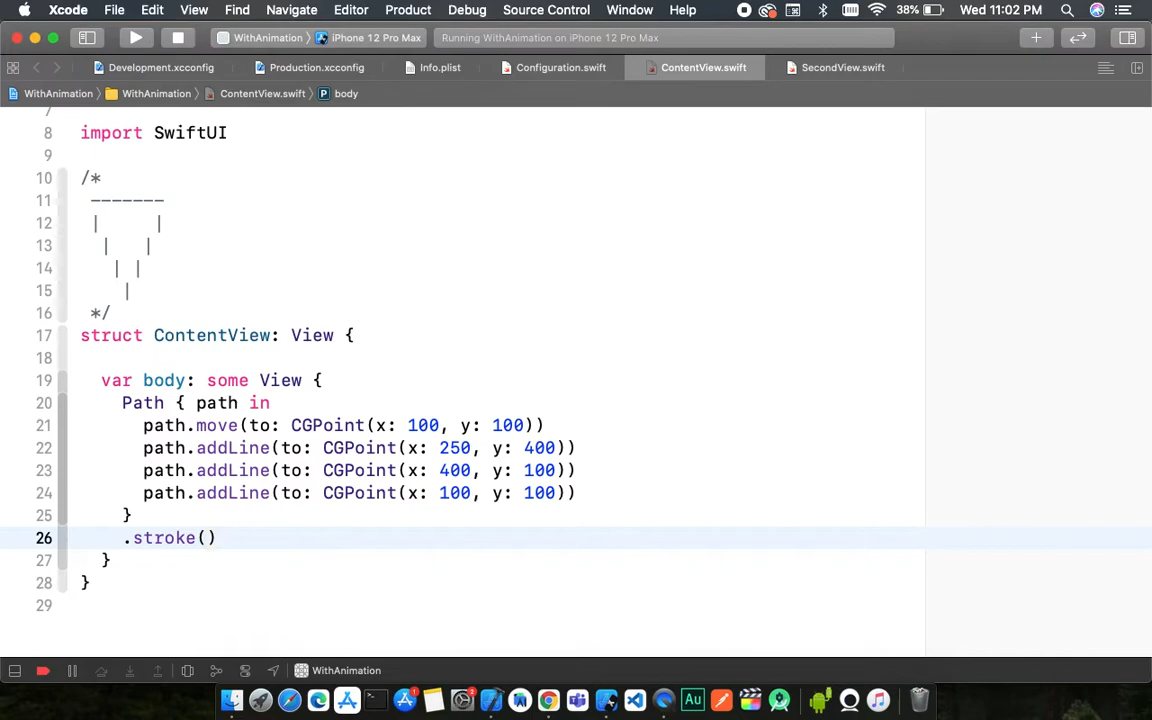 Xcode File Edit View Navigate Editor Product Debug Source Control Window Help 38% Wed 11:02 PM
WithAnimation 〉 iPhone 12 Pro Max Running WithAnimation on iPhone 12 Pro Max
Development.xcconfig Production.xcconfig Info.plist Configuration.swift ContentView.swift SecondView.swift
WithAnimation 〉 WithAnimation 〉 ContentView.swift 〉 P body
7
8 import SwiftUI
9
10 /*
11 -------
12 |     |
13 |   |
14 | |
15 |
16 */
17 struct ContentView: View {
18
19 var body: some View {
20 Path { path in
21 path.move(to: CGPoint(x: 100, y: 100))
22 path.addLine(to: CGPoint(x: 250, y: 400))
23 path.addLine(to: CGPoint(x: 400, y: 100))
24 path.addLine(to: CGPoint(x: 100, y: 100))
25 }
26 .stroke()
27 }
28 }
29
WithAnimation
Au